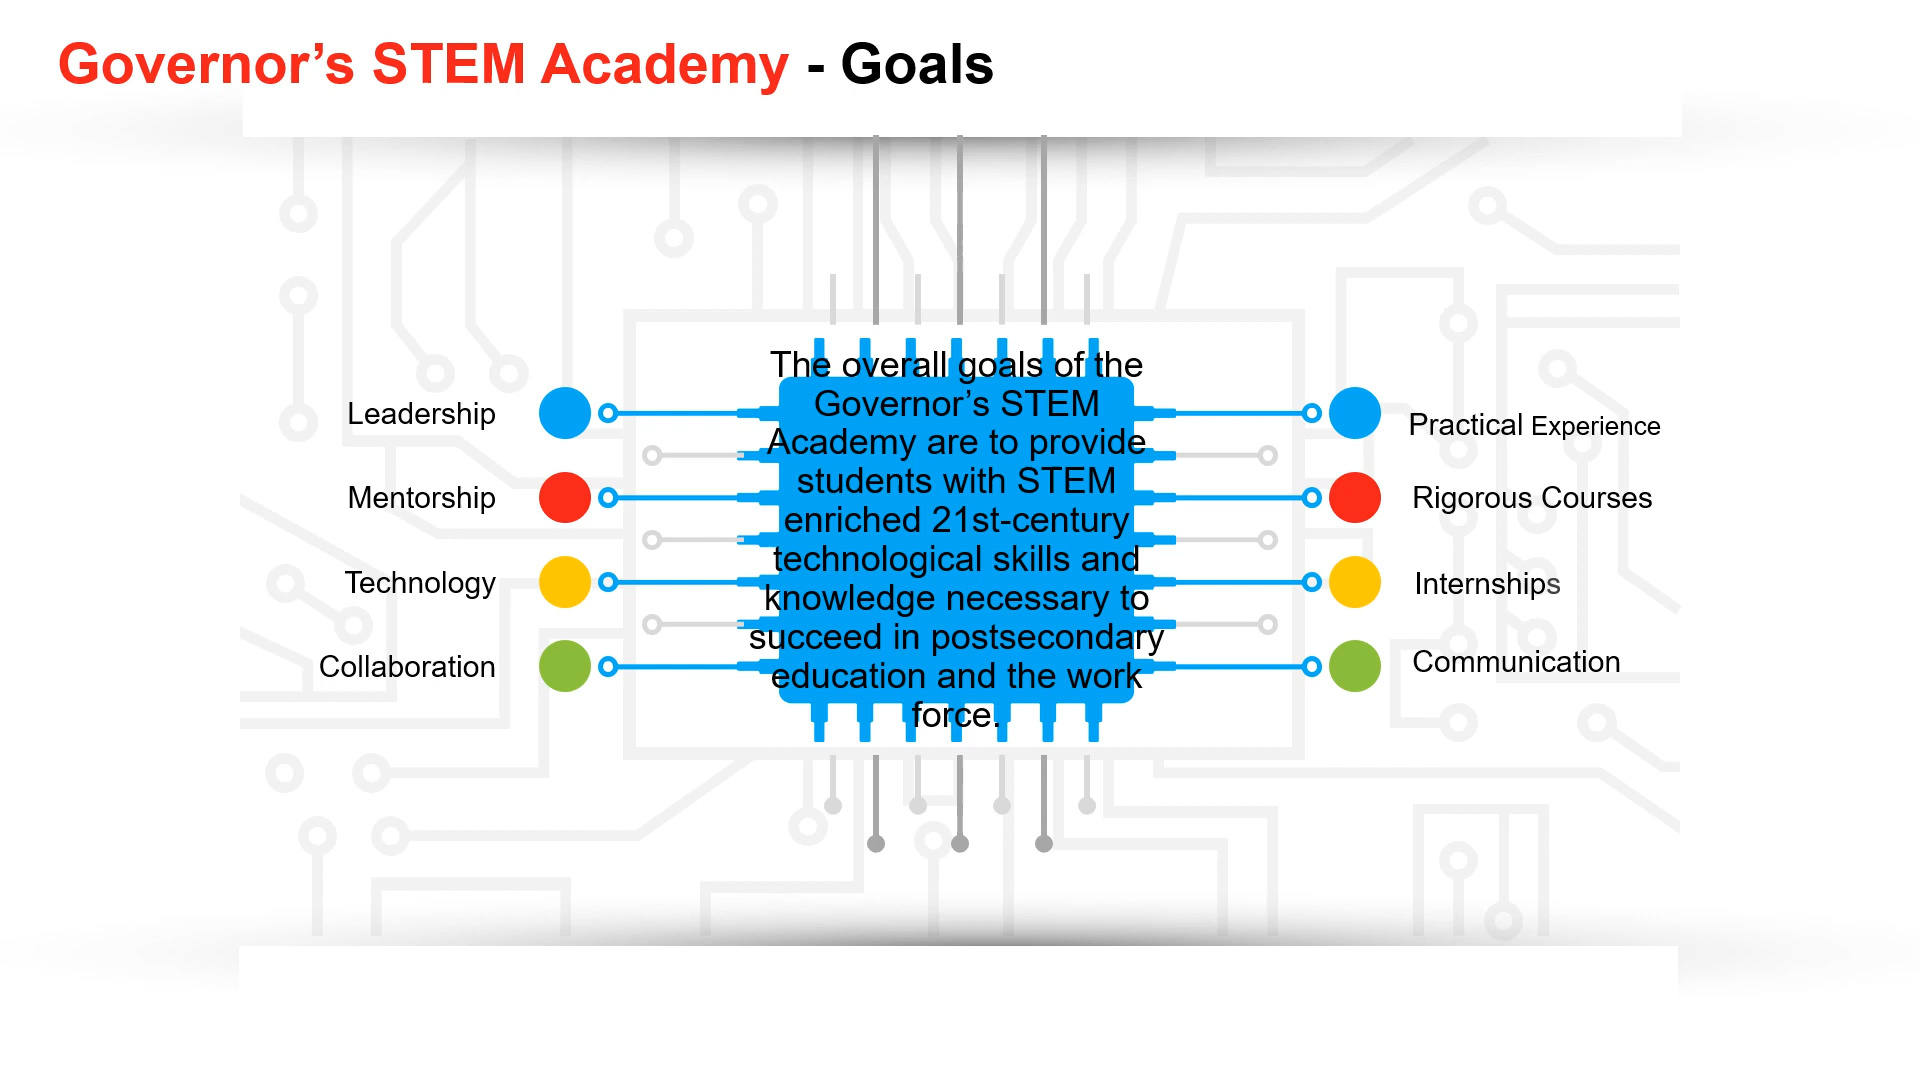 Governor’s STEM Academy - Goals
The overall goals of the
Governor’s STEM
Academy are to provide
students with STEM
enriched 21st-century
technological skills and
knowledge necessary to
succeed in postsecondary
education and the work
force.
Leadership
Mentorship
Technology
Collaboration
Practical Experience
Rigorous Courses
Internships
Communication